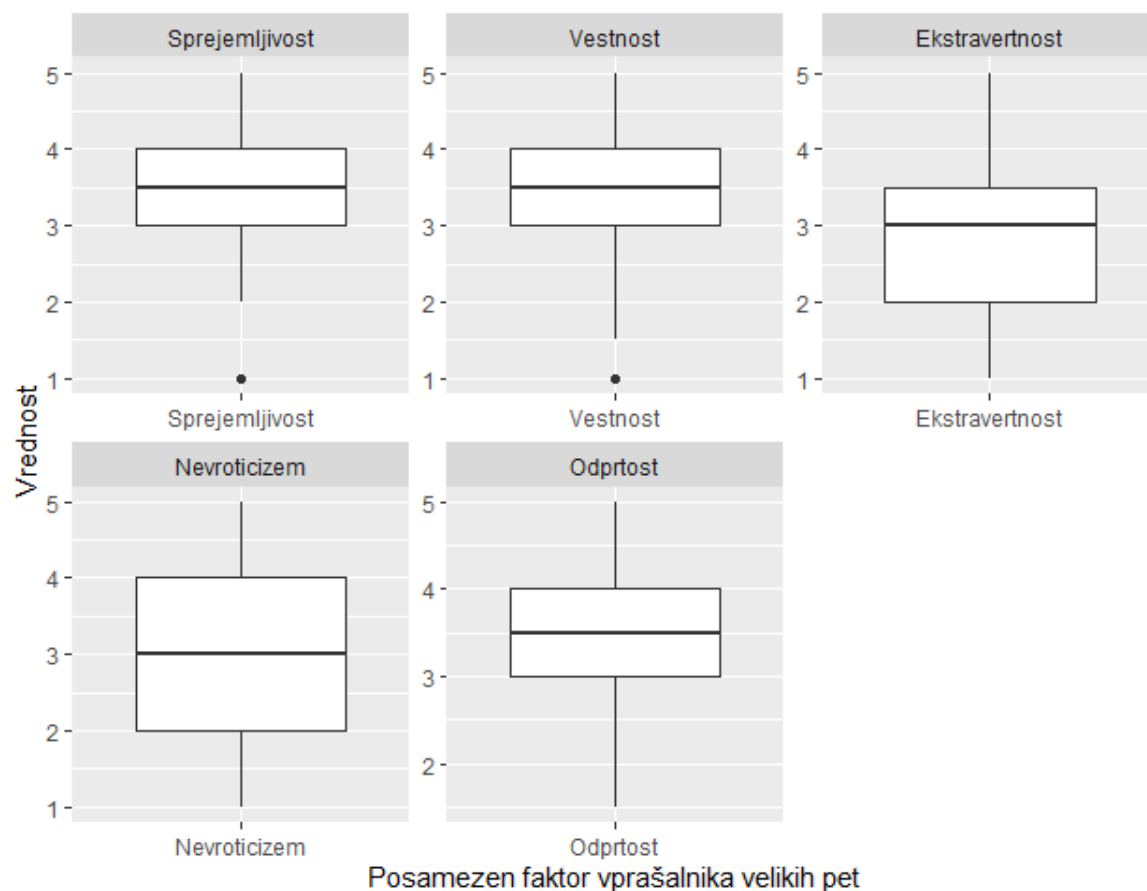 Sprejemljivost
Vestnost
Ekstravertnost
5
4
3
2
1
5
4
3
2
1
5
4
3
2
1
Sprejemljivost
Vestnost
Ekstravertnost
Vrednost
Nevroticizem
Odprtost
5
4
3
2
1
5
4
3
2
Nevroticizem
Odprtost
Posamezen faktor vprašalnika velikih pet